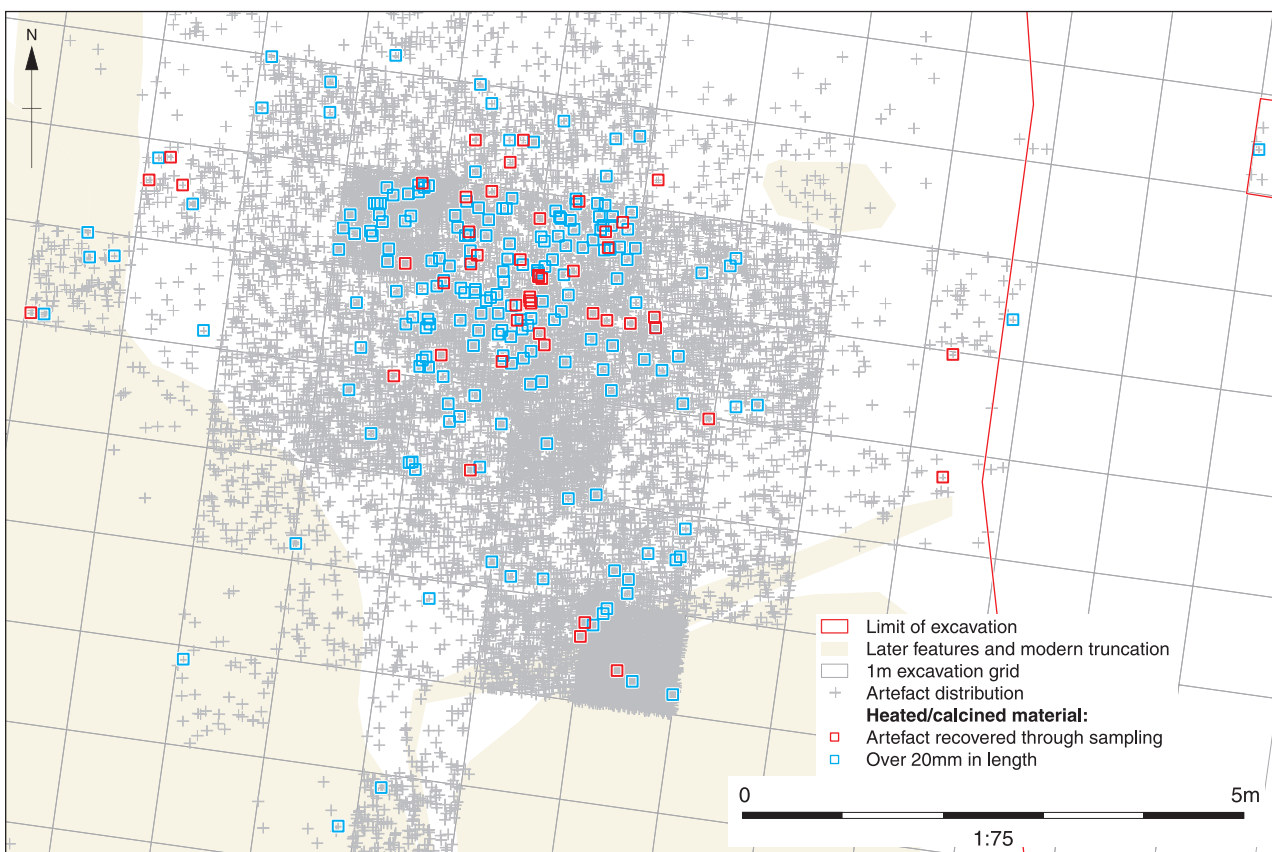 N
Limit of excavation
Later features and modern truncation
1m excavation grid
Artefact distribution
Heated/calcined material:
Artefact recovered through sampling
Over 20mm in length
0 5m
1:75